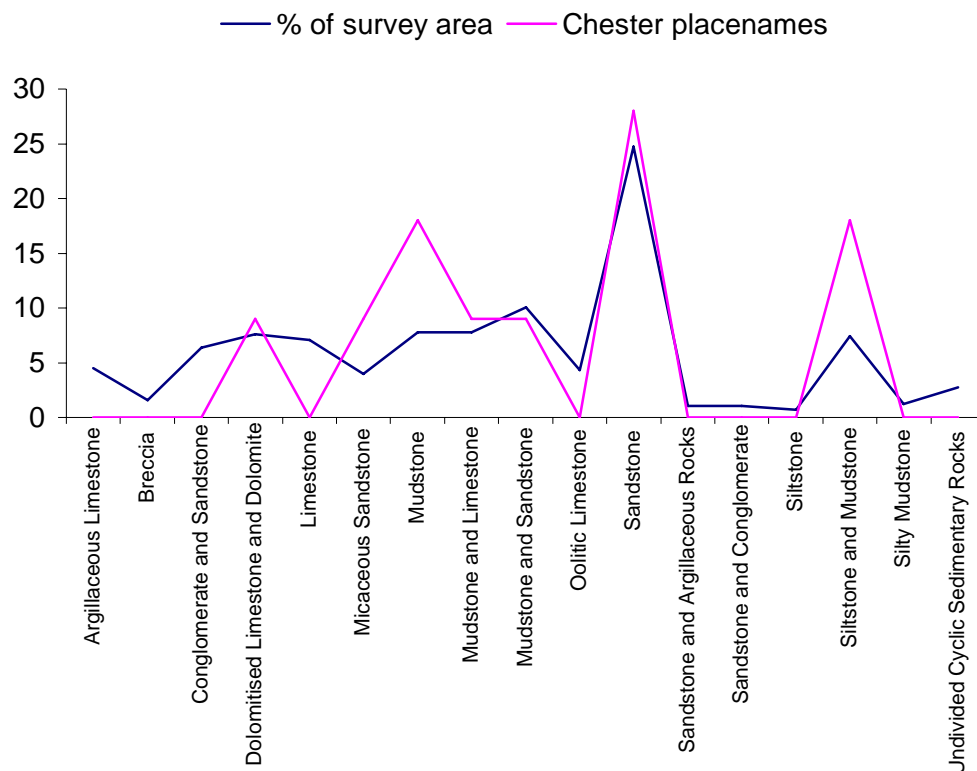 % of survey area Chester placenames
30
25
20
15
10
5
0
Argillaceous Limestone
Breccia
Conglomerate and Sandstone
Dolomitised Limestone and Dolomite
Limestone
Micaceous Sandstone
Mudstone
Mudstone and Limestone
Mudstone and Sandstone
Oolitic Limestone
Sandstone
Sandstone and Argillaceous Rocks
Sandstone and Conglomerate
Siltstone
Siltstone and Mudstone
Silty Mudstone
Undivided Cyclic Sedimentary Rocks